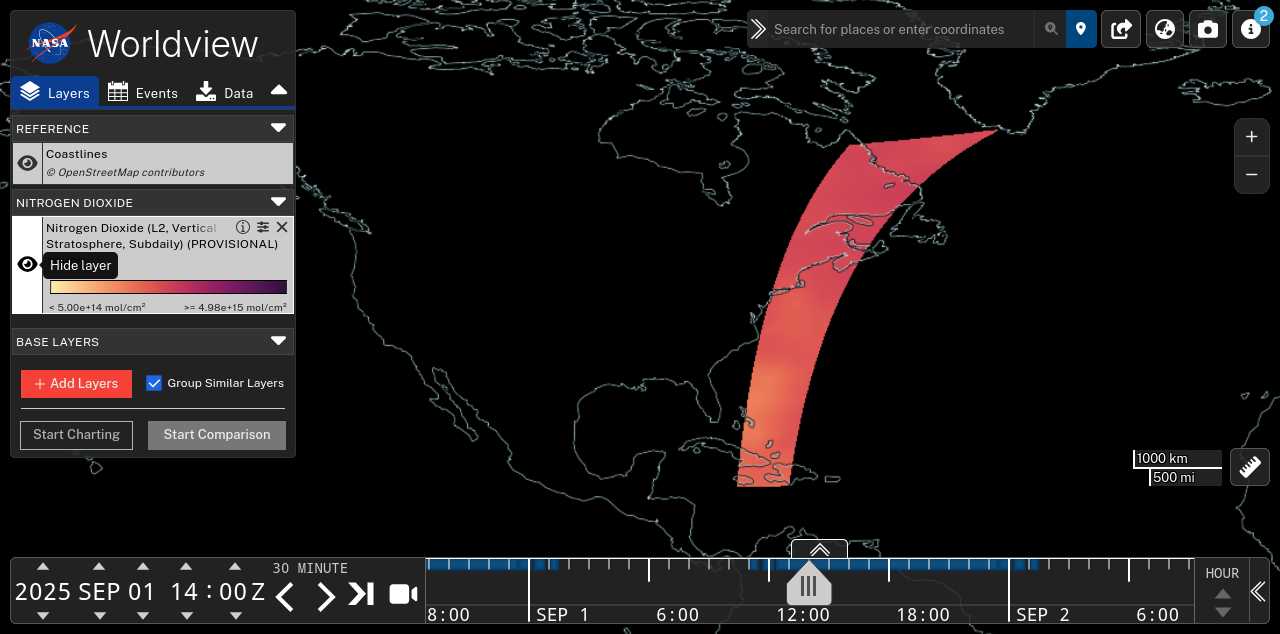 NASA
Worldview
Search for places or enter coordinates
2
Layers
Events
Data
REFERENCE
Coastlines
© OpenStreetMap contributors
NITROGEN DIOXIDE
Nitrogen Dioxide (L2, Vertical
Stratosphere, Subdaily) (PROVISIONAL)
Hide layer
< 5.00e+14 mol/cm² >= 4.98e+15 mol/cm²
BASE LAYERS
+ Add Layers
Group Similar Layers
Start Charting
Start Comparison
1000 km
500 mi
2025 SEP 01 14:00 Z
30 MINUTE
8:00 SEP 1 6:00 12:00 18:00 SEP 2 6:00
HOUR